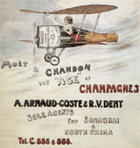 MOËT & CHANDON
THE "ACE" OF
CHAMPAGNES
A. ARNAUD-COSTE & R.V. DENT
SOLE AGENTS for SHANGHAI
& NORTH CHINA
Tel. C. 885 & 886.